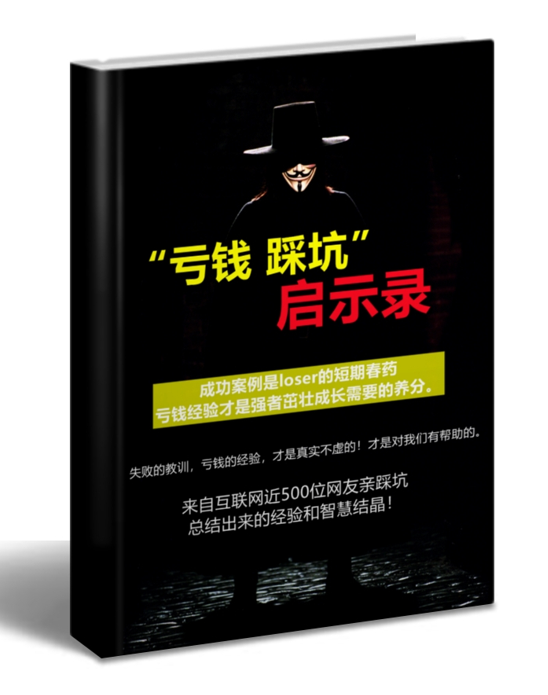 “亏钱 踩坑”
启示录
成功案例是loser的短期春药
亏钱经验才是强者茁壮成长需要的养分。
失败的教训，亏钱的经验，才是真实不虚的！才是对我们有帮助的。
来自互联网近500位网友亲踩坑
总结出来的经验和智慧结晶！